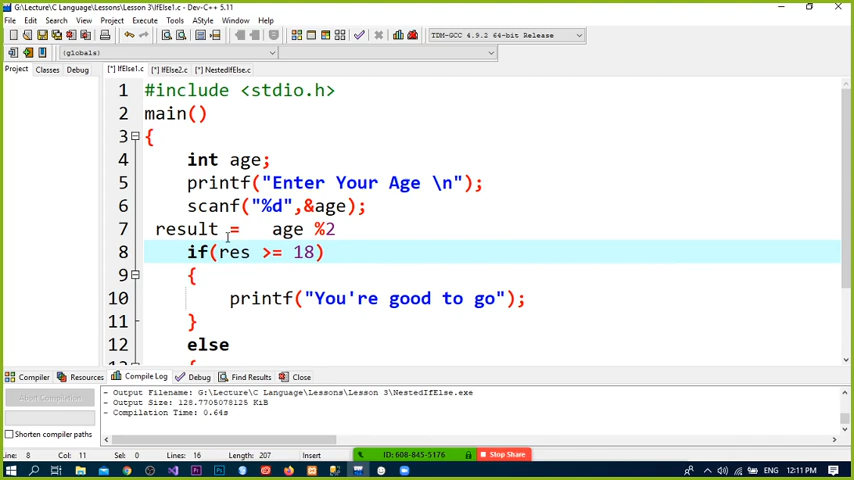 G:\Lecture\C Language\Lessons\Lesson 3\IfElse1.c - Dev-C++ 5.11
File Edit Search View Project Execute Tools AStyle Window Help
TDM-GCC 4.9.2 64-bit Release
(globals)
Project Classes Debug [*] IfElse1.c [*] IfElse2.c [*] NestedIfElse.c
1 #include <stdio.h>
2 main()
3 {
4 int age;
5 printf("Enter Your Age \n");
6 scanf("%d",&age);
7 result = age %2
8 if(res >= 18)
9 {
10 printf("You're good to go");
11 }
12 else
13 {
Compiler Resources Compile Log Debug Find Results Close
Abort Compilation
Shorten compiler paths
- Output Filename: G:\Lecture\C Language\Lessons\Lesson 3\NestedIfElse.exe
- Output Size: 128.7705078125 KiB
- Compilation Time: 0.64s
Line: 8 Col: 11 Sel: 0 Lines: 16 Length: 207
ID: 608-845-5176 Stop Share
ENG 12:11 PM